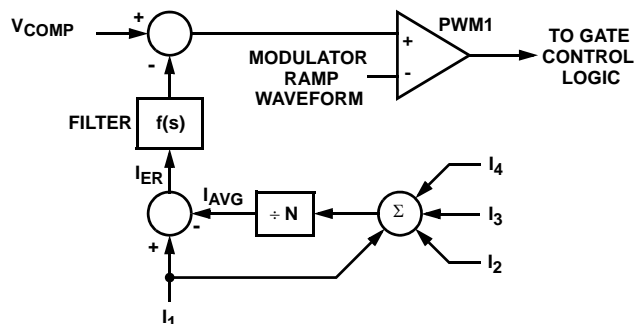 VCOMP
+
-
PWM1
+
-
MODULATOR
RAMP
WAVEFORM
TO GATE
CONTROL
LOGIC
FILTER
f(s)
IER
IAVG
÷ N
Σ
I4
I3
I2
-
+
I1